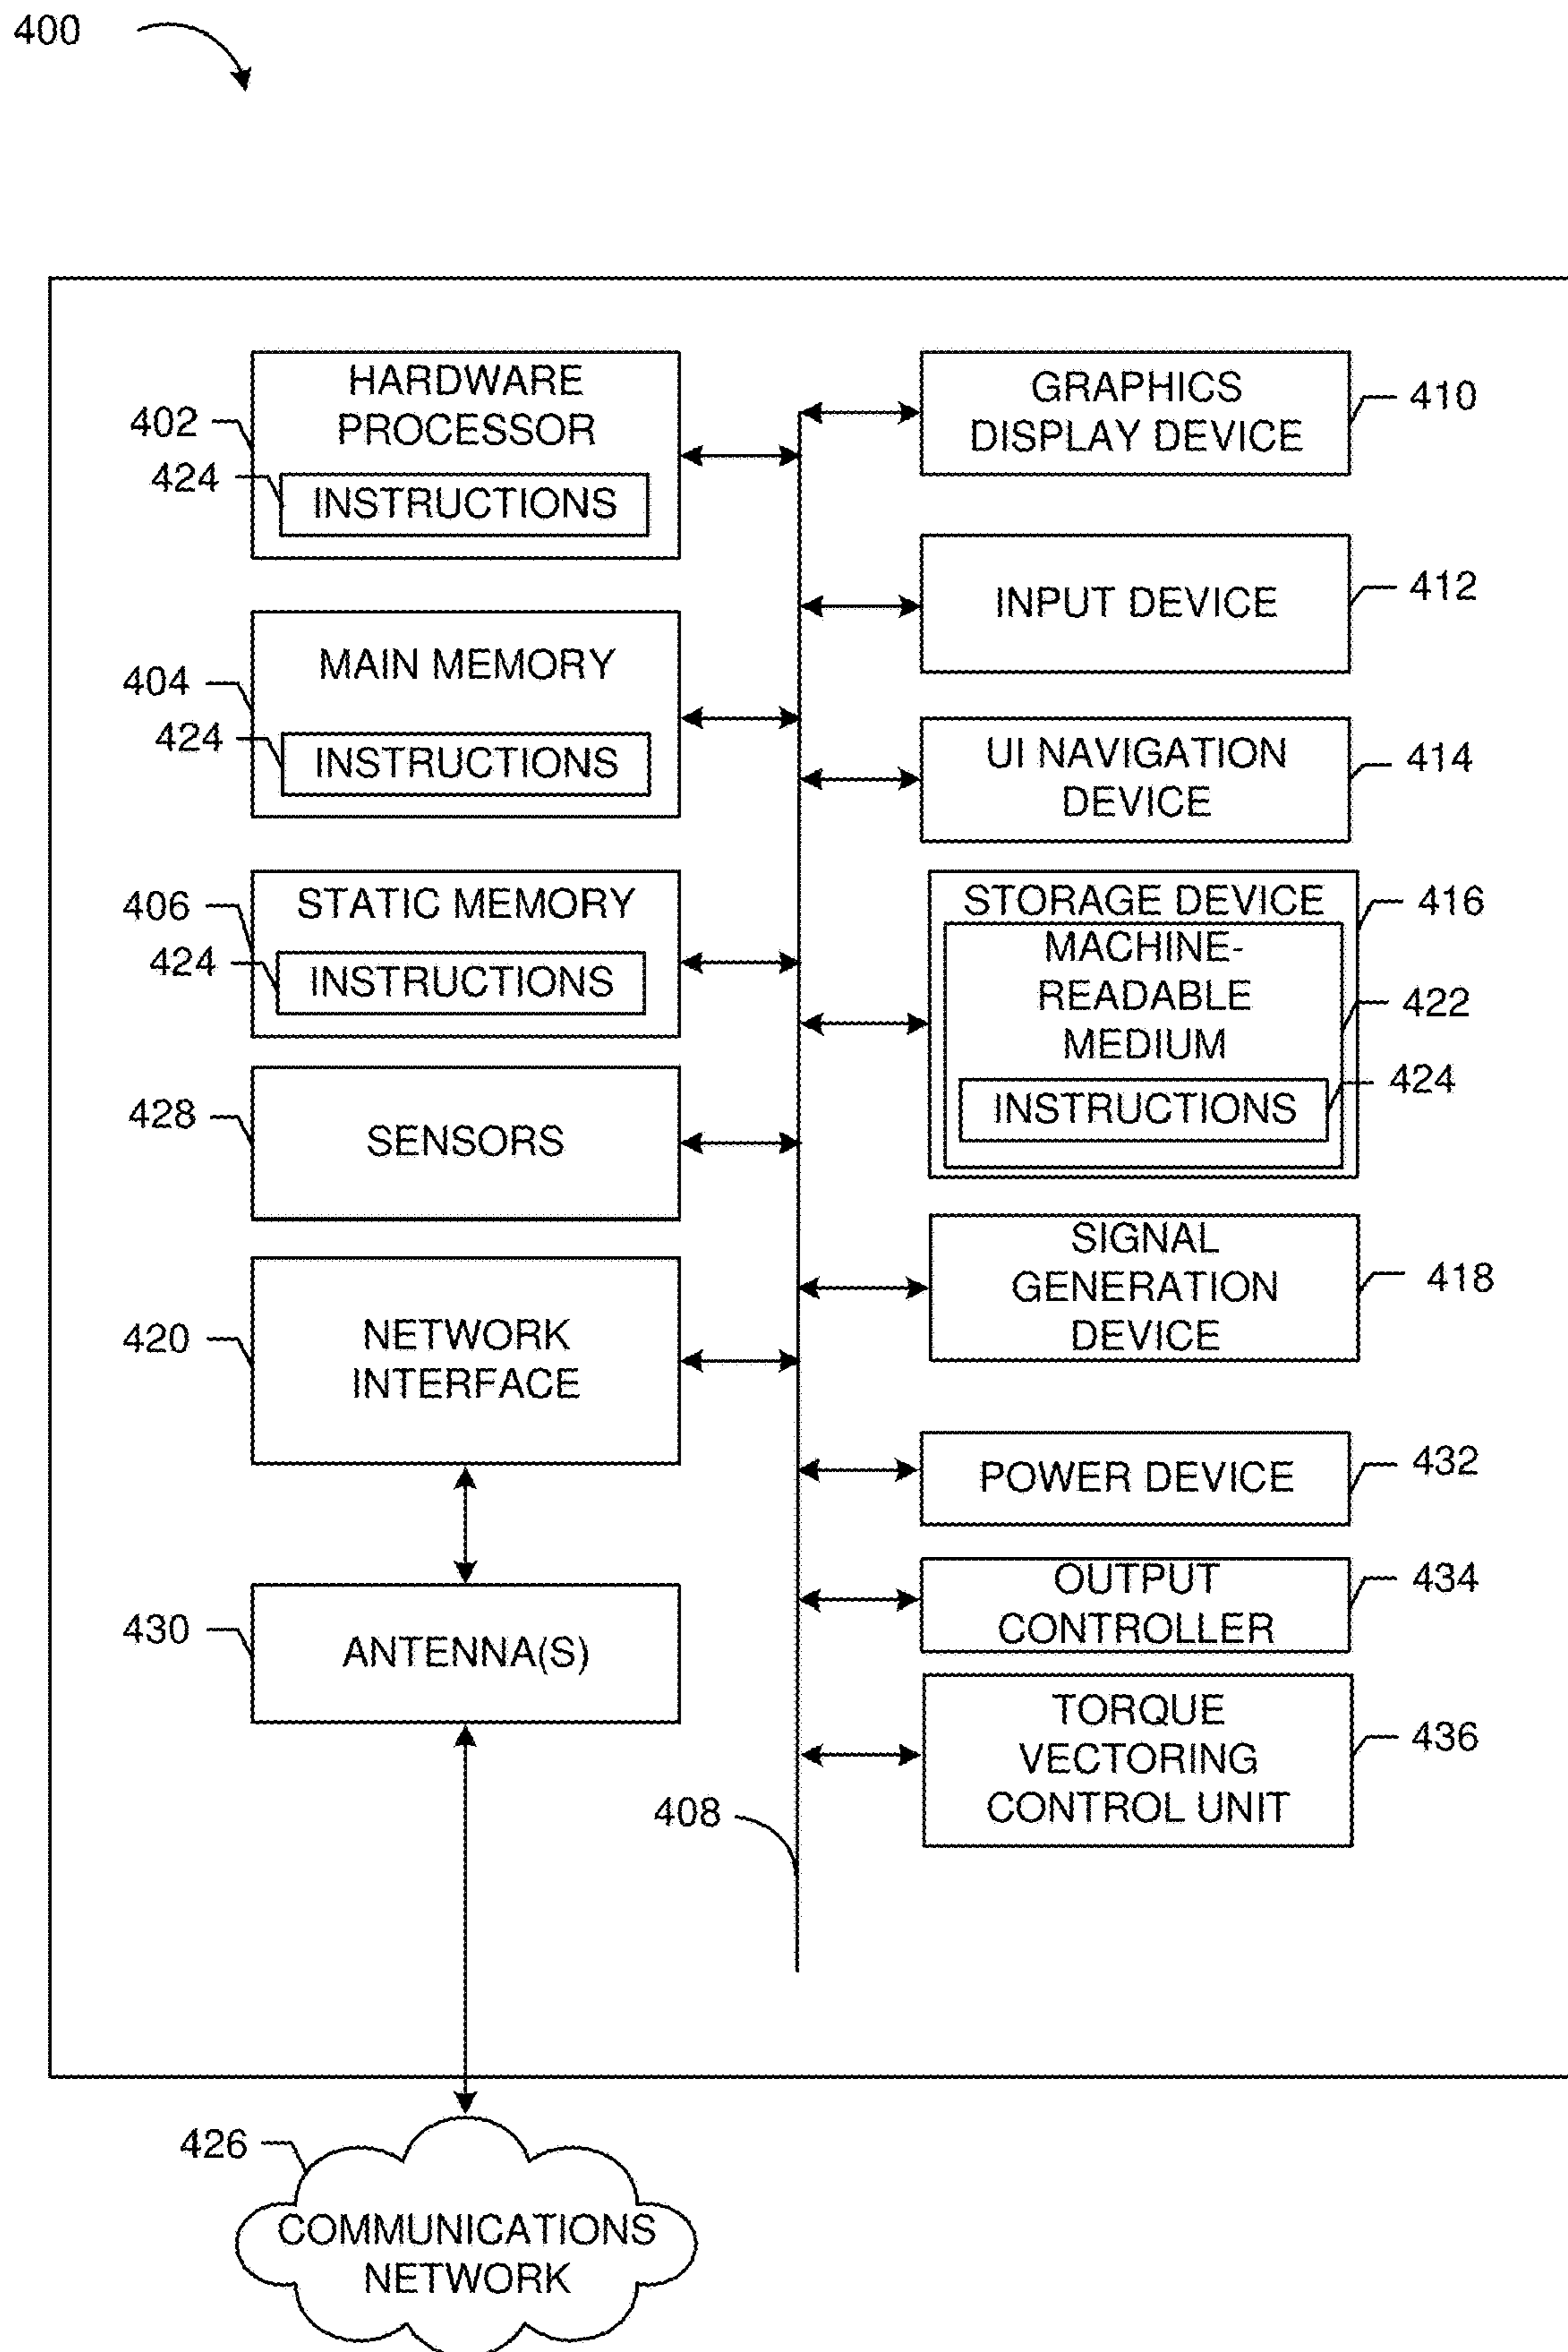 400
HARDWARE
PROCESSOR
402
424
INSTRUCTIONS
MAIN MEMORY
404
424
INSTRUCTIONS
STATIC MEMORY
406
424
INSTRUCTIONS
428
SENSORS
420
NETWORK
INTERFACE
430
ANTENNA(S)
408
GRAPHICS
DISPLAY DEVICE
410
INPUT DEVICE
412
UI NAVIGATION
DEVICE
414
STORAGE DEVICE
416
MACHINE-
READABLE
MEDIUM
422
INSTRUCTIONS
424
SIGNAL
GENERATION
DEVICE
418
POWER DEVICE
432
OUTPUT
CONTROLLER
434
TORQUE
VECTORING
CONTROL UNIT
436
426
COMMUNICATIONS
NETWORK